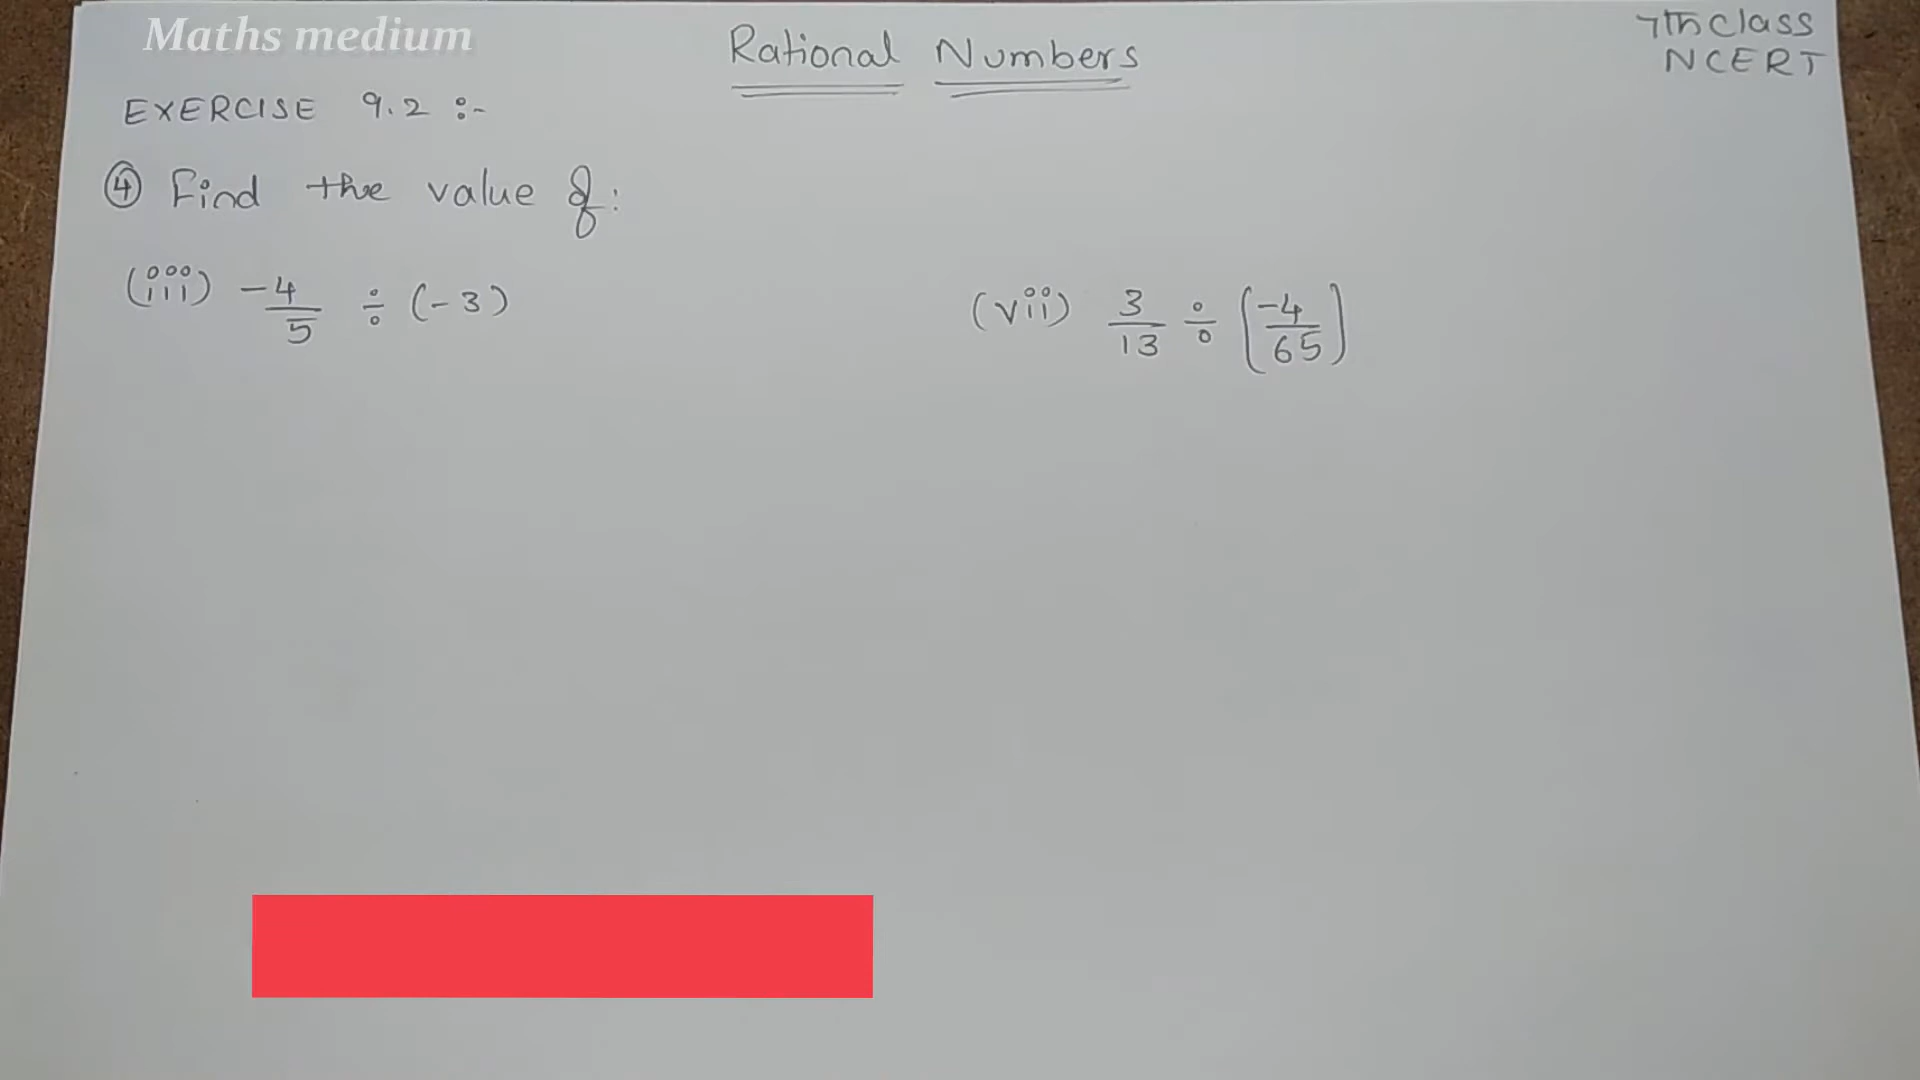 Maths medium
Rational Numbers
7th Class
NCERT
EXERCISE 9.2 :-
④ Find the value of:
(iii) -4/5 ÷ (-3)
(vii) 3/13 ÷ (-4/65)